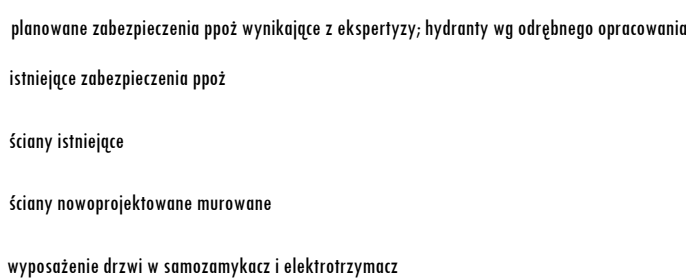 planowane zabezpieczenia ppoż wynikające z ekspertyzy; hydranty wg odrębnego opracowania
istniejące zabezpieczenia ppoż
ściany istniejące
ściany nowoprojektowane murowane
wyposażenie drzwi w samozamykacz i elektrotrzymacz